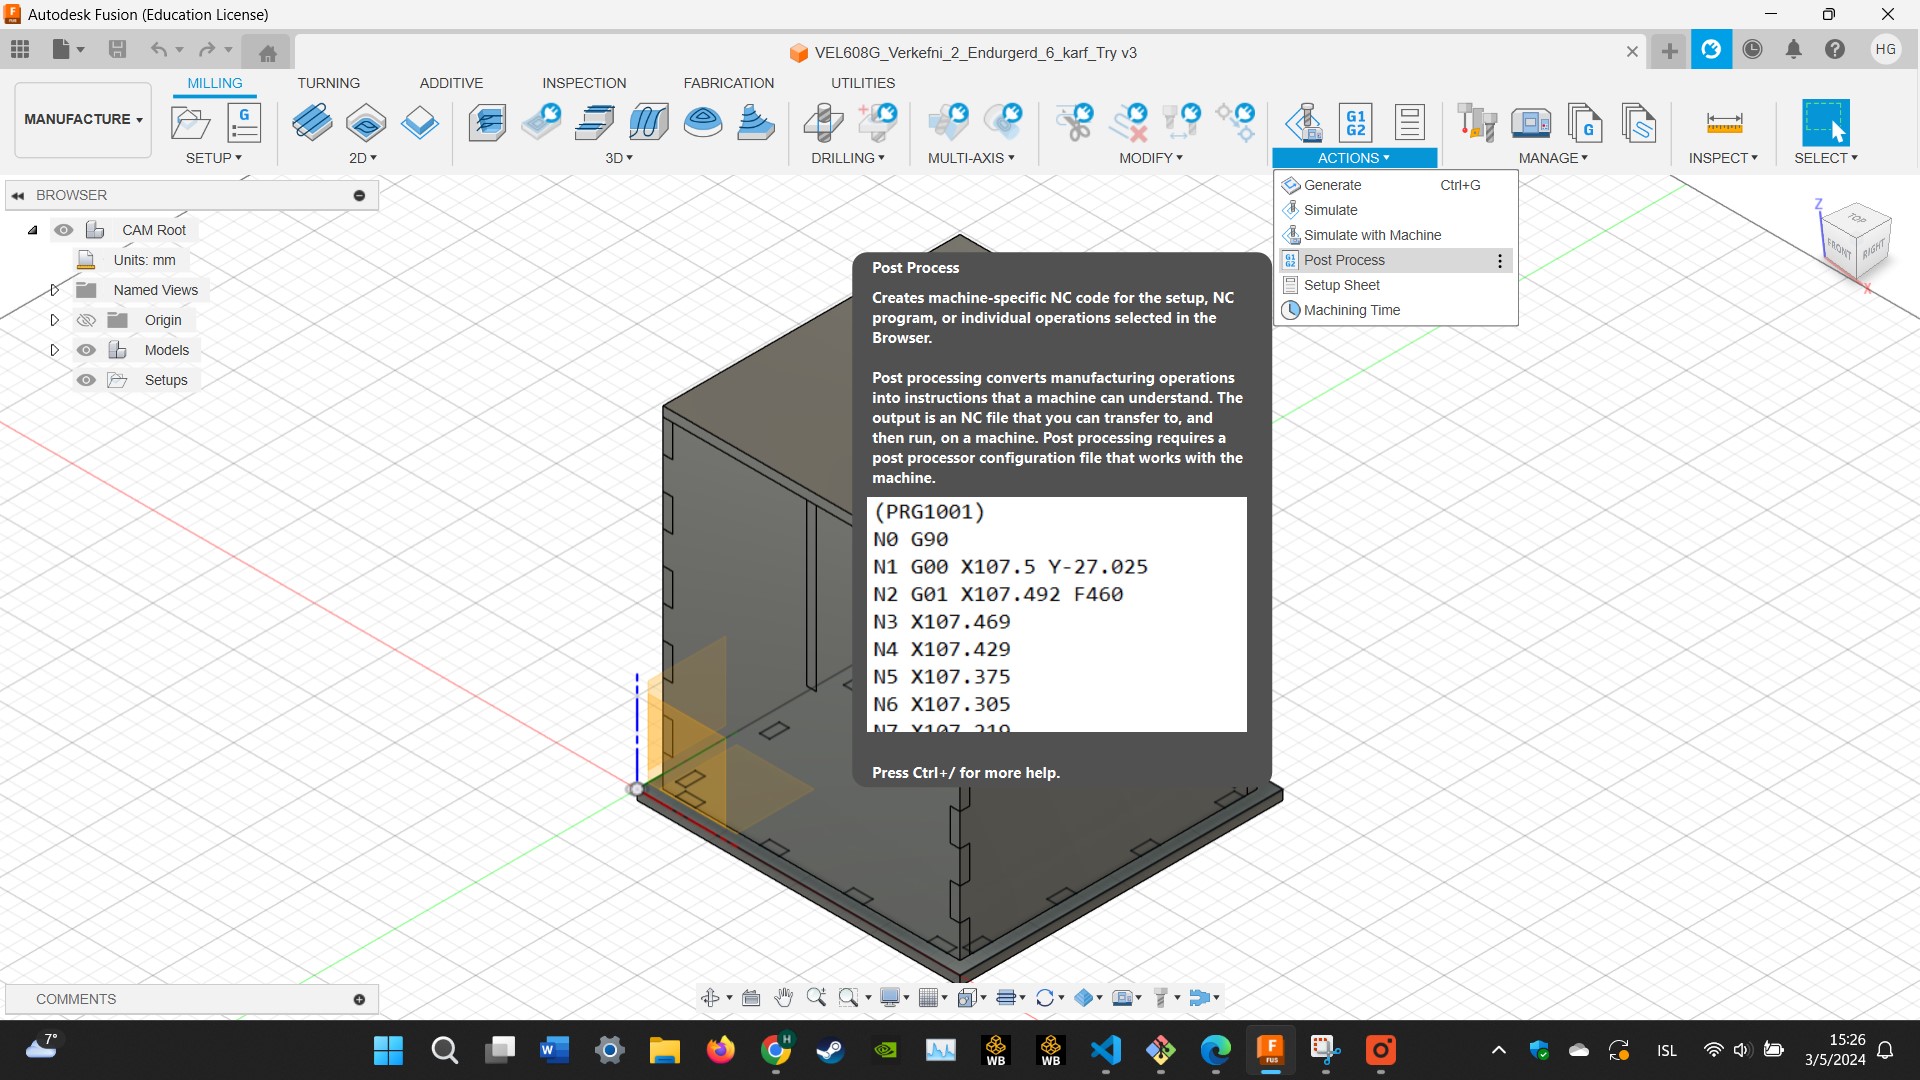 Autodesk Fusion (Education License)
VEL608G_Verkefni_2_Endurgerd_6_karf_Try v3
HG
MILLING
TURNING
ADDITIVE
INSPECTION
FABRICATION
UTILITIES
MANUFACTURE
SETUP
2D
3D
DRILLING
MULTI-AXIS
MODIFY
G1
G2
ACTIONS
MANAGE
INSPECT
SELECT
BROWSER
CAM Root
Units: mm
Named Views
Origin
Models
Setups
Generate Ctrl+G
Simulate
Simulate with Machine
Post Process
Setup Sheet
Machining Time
Post Process
Creates machine-specific NC code for the setup, NC
program, or individual operations selected in the
Browser.
Post processing converts manufacturing operations
into instructions that a machine can understand. The
output is an NC file that you can transfer to, and
then run, on a machine. Post processing requires a
post processor configuration file that works with the
machine.
(PRG1001)
N0 G90
N1 G00 X107.5 Y-27.025
N2 G01 X107.492 F460
N3 X107.469
N4 X107.429
N5 X107.375
N6 X107.305
N7 X107.219
Press Ctrl+/ for more help.
Z
TOP
FRONT
RIGHT
X
COMMENTS
7°
WB
WB
ISL
15:26
3/5/2024